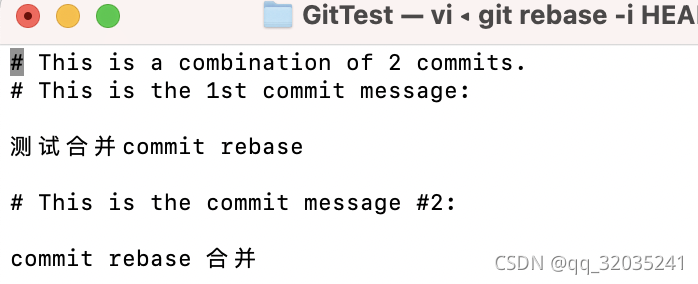 GitTest — vi ◂ git rebase -i HEA
# This is a combination of 2 commits.
# This is the 1st commit message:
测试合并commit rebase
# This is the commit message #2:
commit rebase 合并
CSDN @qq_32035241